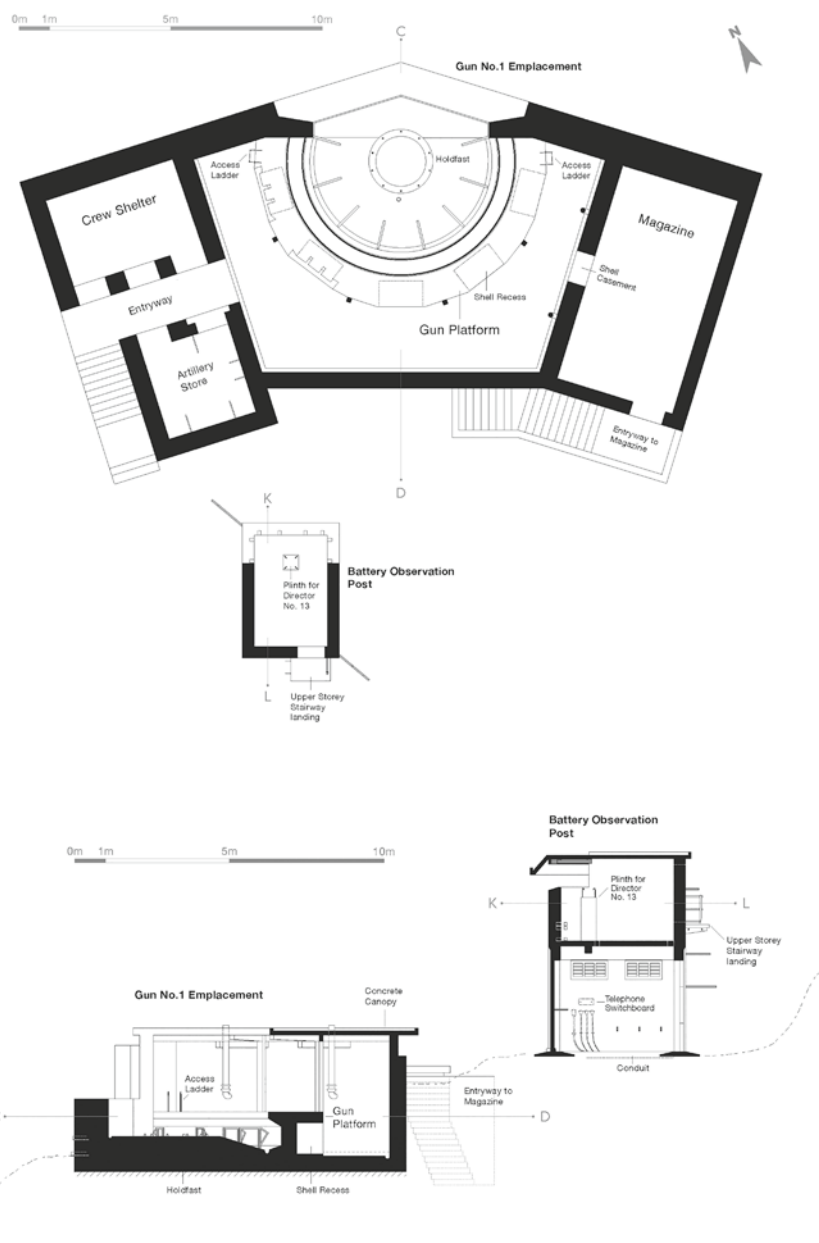 0m 1m 5m 10m
N
C
Gun No.1 Emplacement
Access
Ladder
Holdfast
Access
Ladder
Crew Shelter
Magazine
Shell
Casement
Entryway
Shell Recess
Gun Platform
Artillery
Store
Entryway to
Magazine
D
K
Battery Observation
Post
Plinth for
Director
No. 13
L
Upper Storey
Stairway
landing
Battery Observation
Post
0m 1m 5m 10m
Plinth for
Director
No. 13
K
L
Upper Storey
Stairway
landing
Telephone
Switchboard
Conduit
Gun No.1 Emplacement
Concrete
Canopy
Access
Ladder
Entryway to
Magazine
Gun
Platform
D
Holdfast
Shell Recess